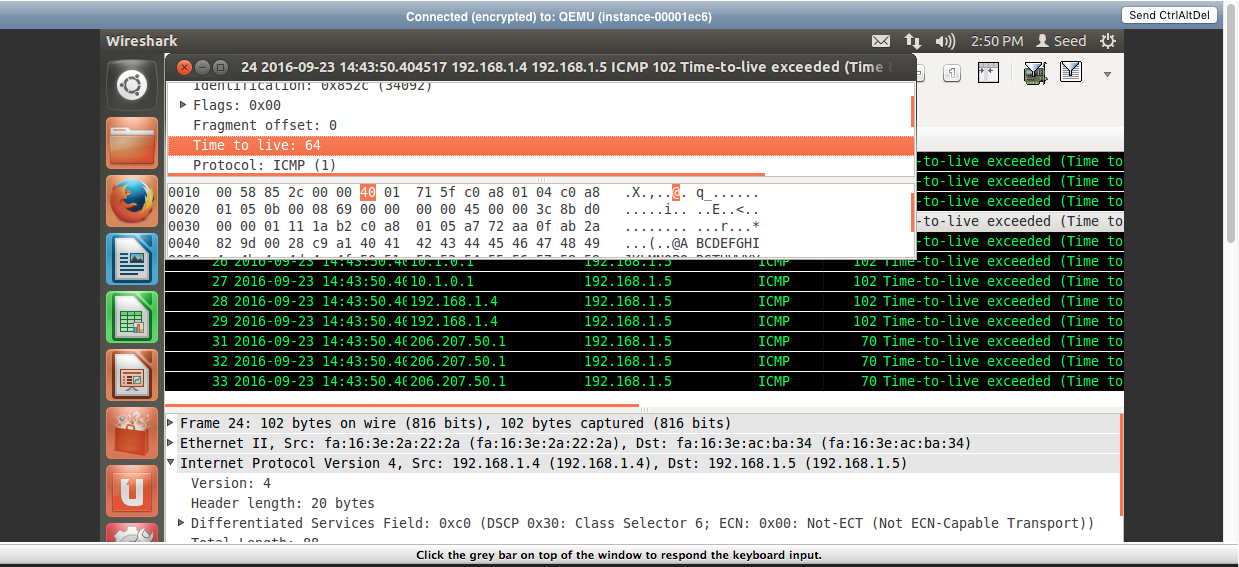 Connected (encrypted) to: QEMU (instance-00001ec6)
Send CtrlAltDel
Wireshark
2:50 PM
Seed
24 2016-09-23 14:43:50.404517 192.168.1.4 192.168.1.5 ICMP 102 Time-to-live exceeded (Time t
Identification: 0x852c (34092)
Flags: 0x00
Fragment offset: 0
Time to live: 64
Protocol: ICMP (1)
0010 00 58 85 2c 00 00 40 01 71 5f c0 a8 01 04 c0 a8 .X.,..@. q_......
0020 01 05 0b 00 08 69 00 00 00 00 45 00 00 3c 8b d0 .....i.. ..E..<..
0030 00 00 01 11 1a b2 c0 a8 01 05 a7 72 aa 0f ab 2a ........ ...r...*
0040 82 9d 00 28 c9 a1 40 41 42 43 44 45 46 47 48 49 ...(..@A BCDEFGHI
-to-live exceeded (Time to
-to-live exceeded (Time to
-to-live exceeded (Time to
-to-live exceeded (Time to
-to-live exceeded (Time to
26 2016-09-23 14:43:50.40 10.1.0.1 192.168.1.5 ICMP 102 Time-to-live exceeded (Time to
27 2016-09-23 14:43:50.40 10.1.0.1 192.168.1.5 ICMP 102 Time-to-live exceeded (Time to
28 2016-09-23 14:43:50.40 192.168.1.4 192.168.1.5 ICMP 102 Time-to-live exceeded (Time to
29 2016-09-23 14:43:50.40 192.168.1.4 192.168.1.5 ICMP 102 Time-to-live exceeded (Time to
31 2016-09-23 14:43:50.40 206.207.50.1 192.168.1.5 ICMP 70 Time-to-live exceeded (Time to
32 2016-09-23 14:43:50.40 206.207.50.1 192.168.1.5 ICMP 70 Time-to-live exceeded (Time to
33 2016-09-23 14:43:50.40 206.207.50.1 192.168.1.5 ICMP 70 Time-to-live exceeded (Time to
Frame 24: 102 bytes on wire (816 bits), 102 bytes captured (816 bits)
Ethernet II, Src: fa:16:3e:2a:22:2a (fa:16:3e:2a:22:2a), Dst: fa:16:3e:ac:ba:34 (fa:16:3e:ac:ba:34)
Internet Protocol Version 4, Src: 192.168.1.4 (192.168.1.4), Dst: 192.168.1.5 (192.168.1.5)
Version: 4
Header length: 20 bytes
Differentiated Services Field: 0xc0 (DSCP 0x30: Class Selector 6; ECN: 0x00: Not-ECT (Not ECN-Capable Transport))
Total Length: 88
Click the grey bar on top of the window to respond the keyboard input.